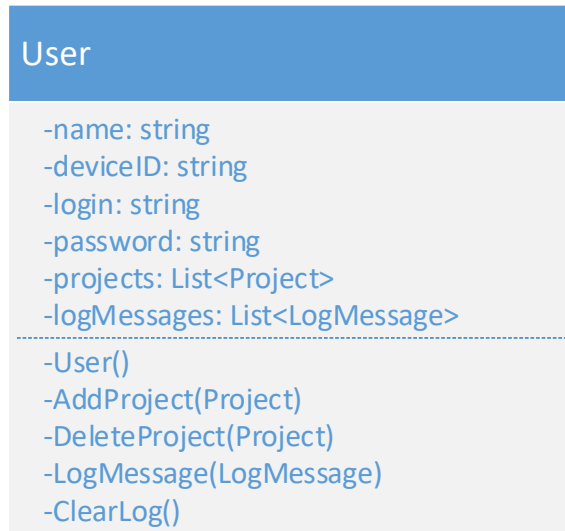 User
-name: string
-deviceID: string
-login: string
-password: string
-projects: List<Project>
-logMessages: List<LogMessage>
-User()
-AddProject(Project)
-DeleteProject(Project)
-LogMessage(LogMessage)
-ClearLog()